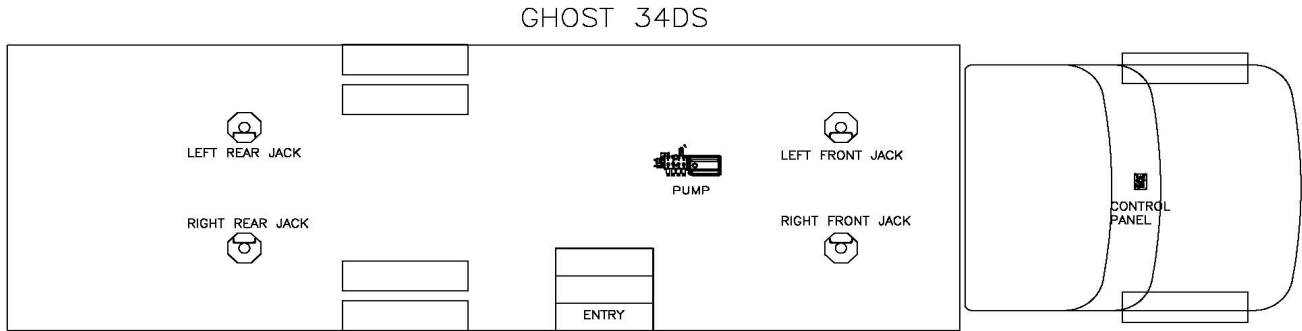 GHOST 34DS
LEFT REAR JACK
LEFT FRONT JACK
PUMP
CONTROL
PANEL
RIGHT REAR JACK
RIGHT FRONT JACK
ENTRY